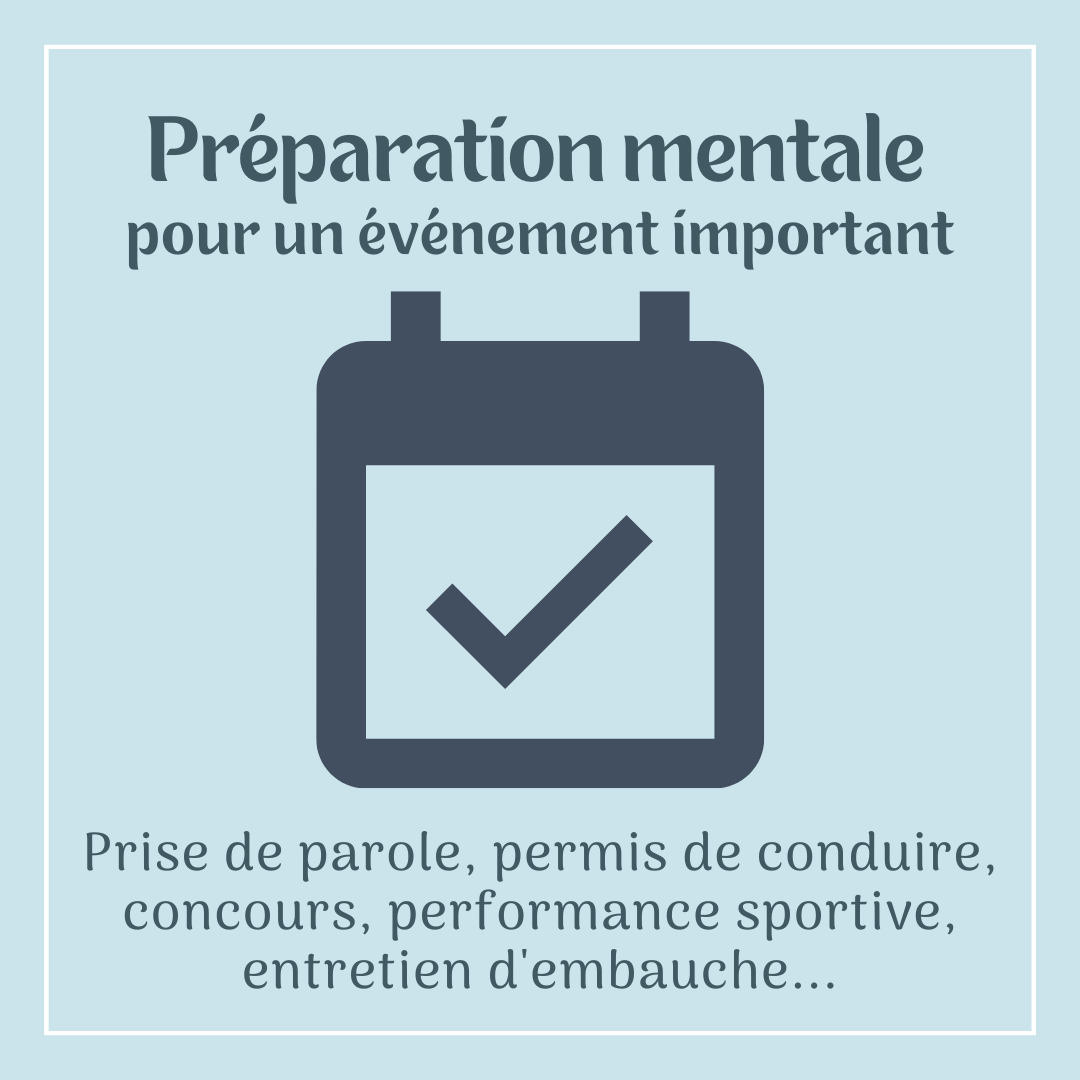 Préparation mentale
pour un événement important
Prise de parole, permis de conduire,
concours, performance sportive,
entretien d'embauche...